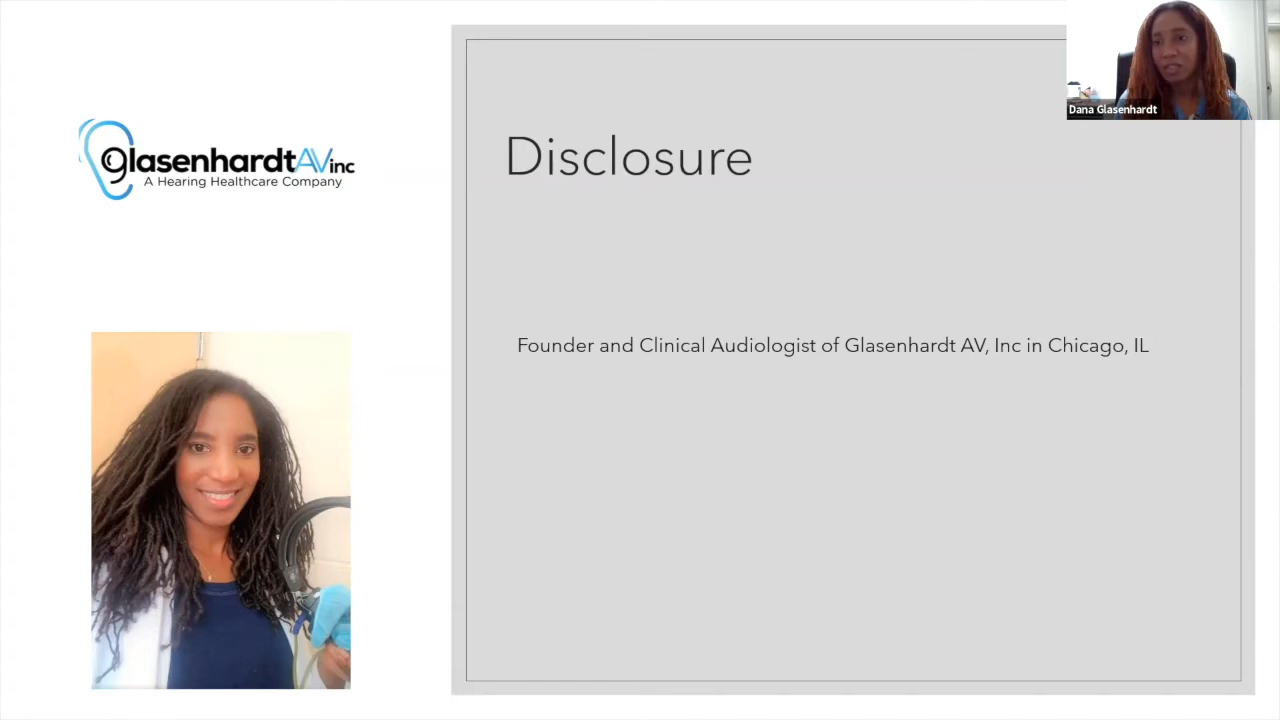 glasenhardtAVinc
A Hearing Healthcare Company
Disclosure
Founder and Clinical Audiologist of Glasenhardt AV, Inc in Chicago, IL
Dana Glasenhardt